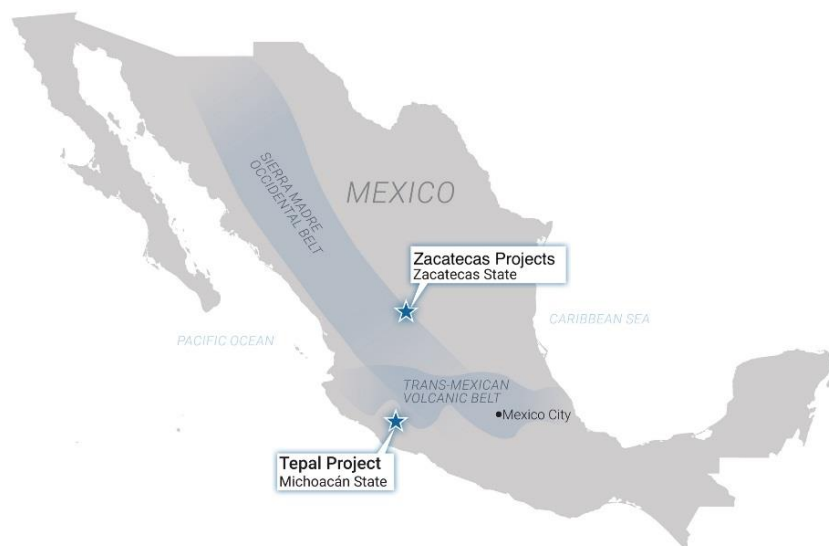 SIERRA MADRE
OCCIDENTAL BELT
MEXICO
Zacatecas Projects
Zacatecas State
PACIFIC OCEAN
CARIBBEAN SEA
TRANS-MEXICAN
VOLCANIC BELT
Mexico City
Tepal Project
Michoacán State